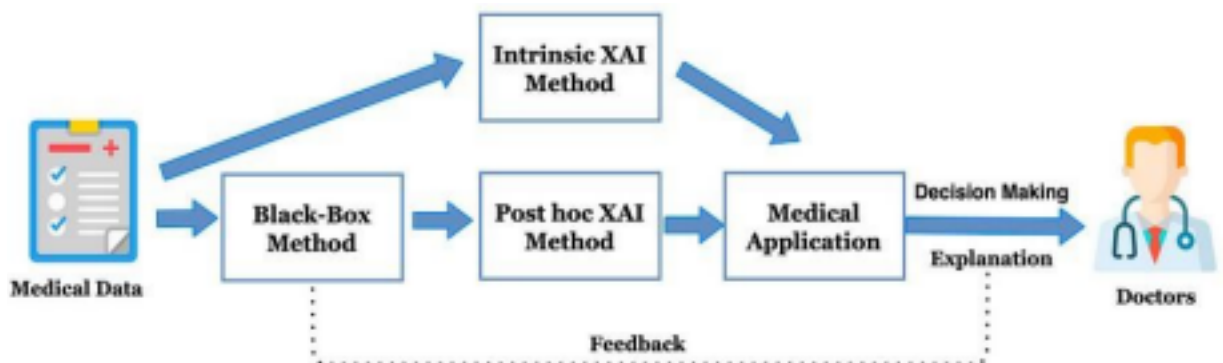 Intrinsic XAI
Method
Medical Data
Black-Box
Method
Post hoc XAI
Method
Medical
Application
Decision Making
Explanation
Doctors
Feedback